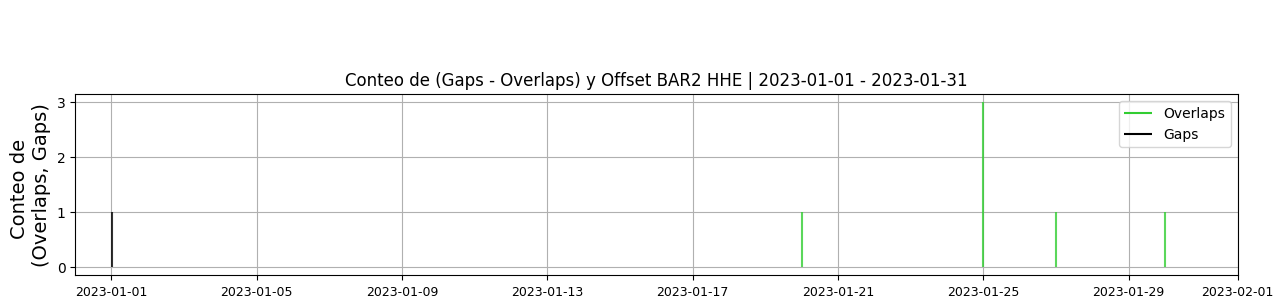 Conteo de (Gaps - Overlaps) y Offset BAR2 HHE | 2023-01-01 - 2023-01-31
Conteo de
(Overlaps, Gaps)
3
2
1
0
Overlaps
Gaps
2023-01-01
2023-01-05
2023-01-09
2023-01-13
2023-01-17
2023-01-21
2023-01-25
2023-01-29
2023-02-01